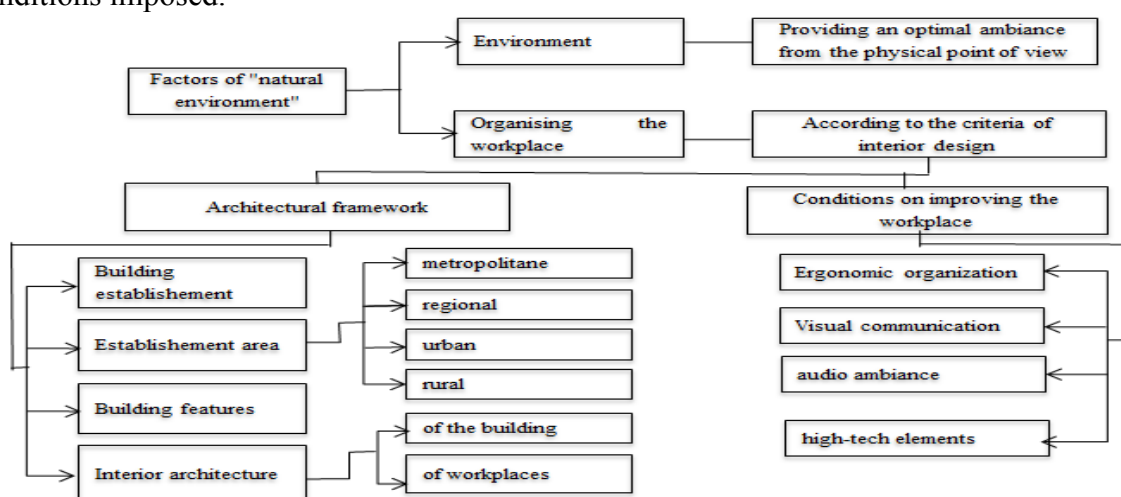 nditions imposed.
Environment
Providing an optimal ambiance
from the physical point of view
Factors of "natural
environment"
Organising the
workplace
According to the criteria of
interior design
Architectural framework
Conditions on improving the
workplace
Building
establishement
Establishement area
Building features
Interior architecture
metropolitane
regional
urban
rural
of the building
of workplaces
Ergonomic organization
Visual communication
audio ambiance
high-tech elements